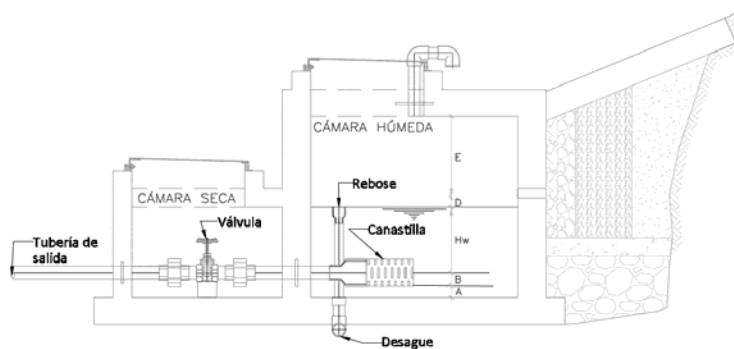 CÁMARA HÚMEDA
E
Rebose
D
CÁMARA SECA
Válvula
Canastilla
Tubería de
salida
Hw
B
A
Desague